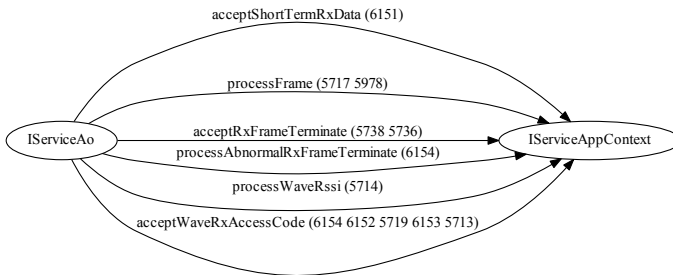 acceptShortTermRxData (6151)
processFrame (5717 5978)
IServiceAo
acceptRxFrameTerminate (5738 5736)
IServiceAppContext
processAbnormalRxFrameTerminate (6154)
processWaveRssi (5714)
acceptWaveRxAccessCode (6154 6152 5719 6153 5713)